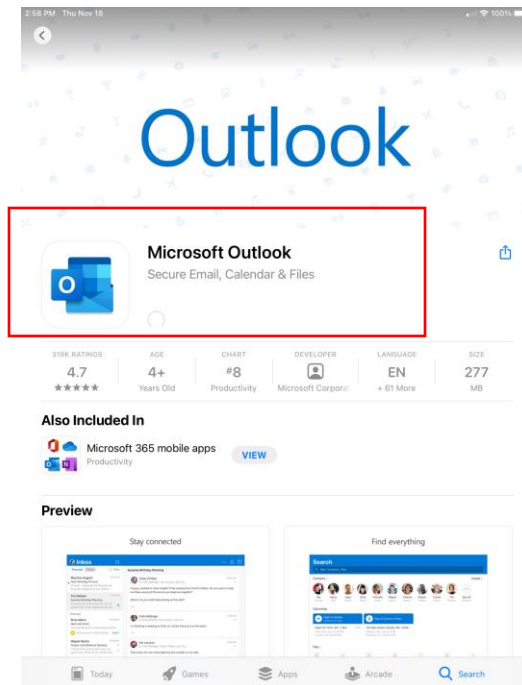 2:58 PM Thu Nov 18
100%
Outlook
Microsoft Outlook
Secure Email, Calendar & Files
319K RATINGS
4.7
AGE
4+
Years Old
CHART
#8
Productivity
DEVELOPER
Microsoft Corporat
LANGUAGE
EN
+ 61 More
SIZE
277
MB
Also Included In
Microsoft 365 mobile apps
Productivity
VIEW
Preview
Stay connected
Find everything
Inbox
Search
Today
Games
Apps
Arcade
Search